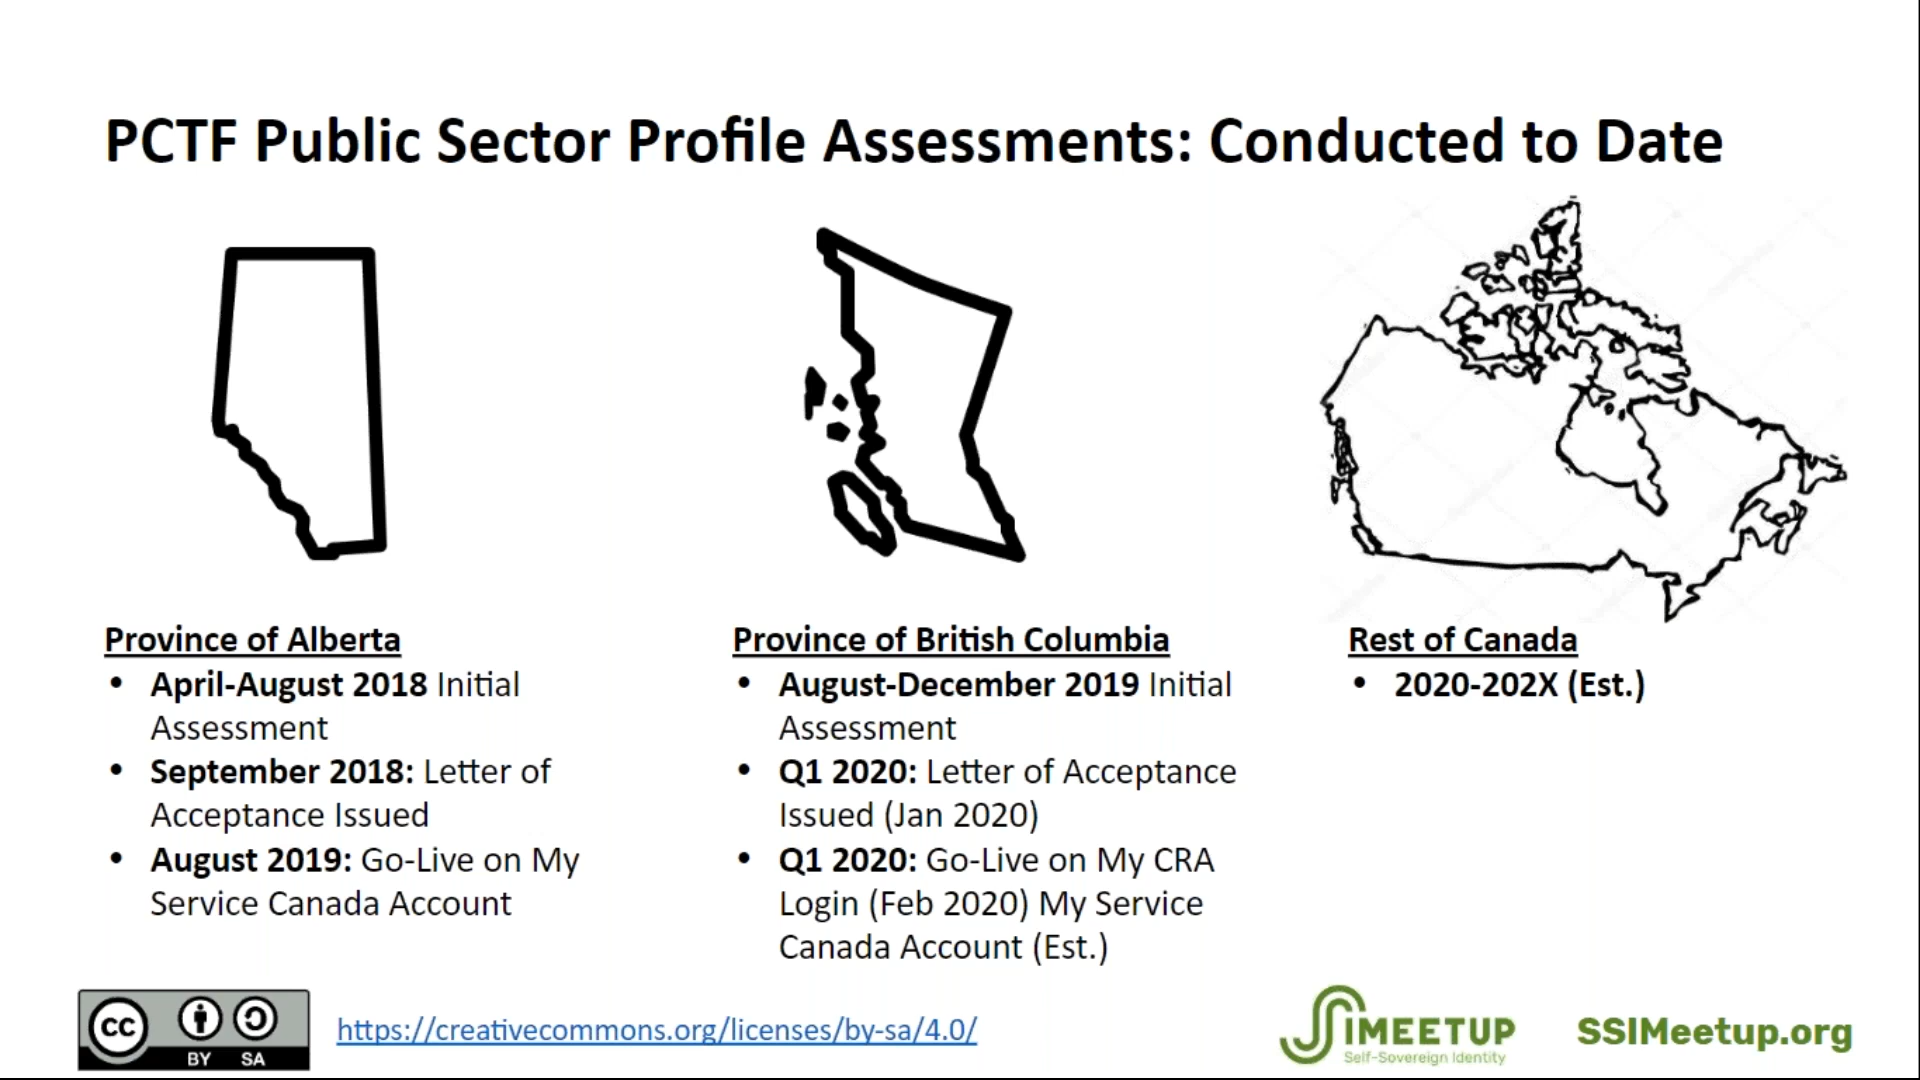 PCTF Public Sector Profile Assessments: Conducted to Date
Province of Alberta
• April-August 2018 Initial
Assessment
• September 2018: Letter of
Acceptance Issued
• August 2019: Go-Live on My
Service Canada Account
Province of British Columbia
• August-December 2019 Initial
Assessment
• Q1 2020: Letter of Acceptance
Issued (Jan 2020)
• Q1 2020: Go-Live on My CRA
Login (Feb 2020) My Service
Canada Account (Est.)
Rest of Canada
• 2020-202X (Est.)
cc
BY SA
https://creativecommons.org/licenses/by-sa/4.0/
SSIMEETUP
Self-Sovereign Identity
SSIMeetup.org